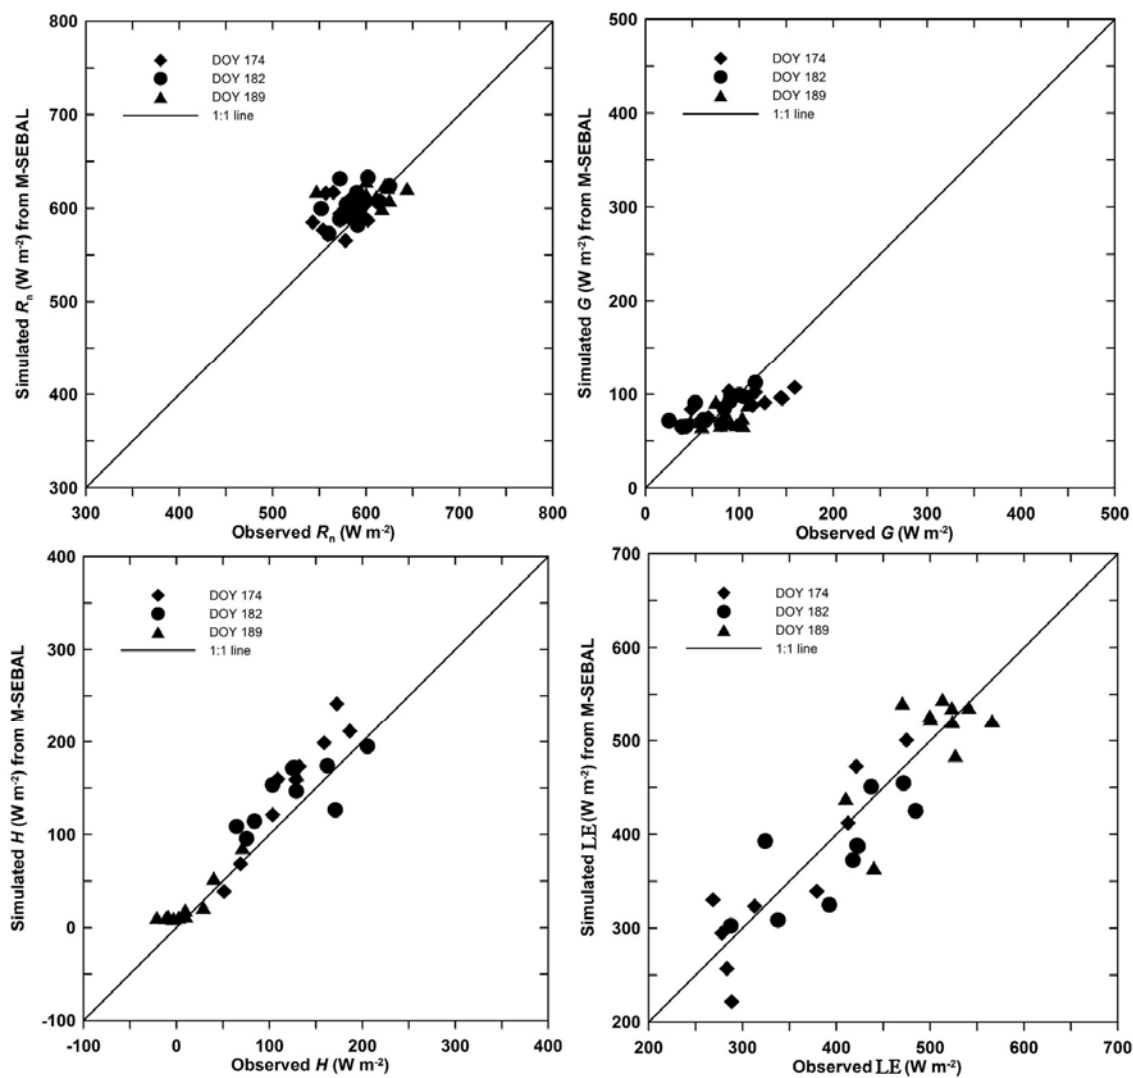 800
700
600
500
400
300
Simulated Rn (W m-2) from M-SEBAL
DOY 174
DOY 182
DOY 189
1:1 line
300 400 500 600 700 800
Observed Rn (W m-2)
500
400
300
200
100
0
Simulated G (W m-2) from M-SEBAL
DOY 174
DOY 182
DOY 189
1:1 line
0 100 200 300 400 500
Observed G (W m-2)
400
300
200
100
0
-100
Simulated H (W m-2) from M-SEBAL
DOY 174
DOY 182
DOY 189
1:1 line
-100 0 100 200 300 400
Observed H (W m-2)
700
600
500
400
300
200
Simulated LE (W m-2) from M-SEBAL
DOY 174
DOY 182
DOY 189
1:1 line
200 300 400 500 600 700
Observed LE (W m-2)